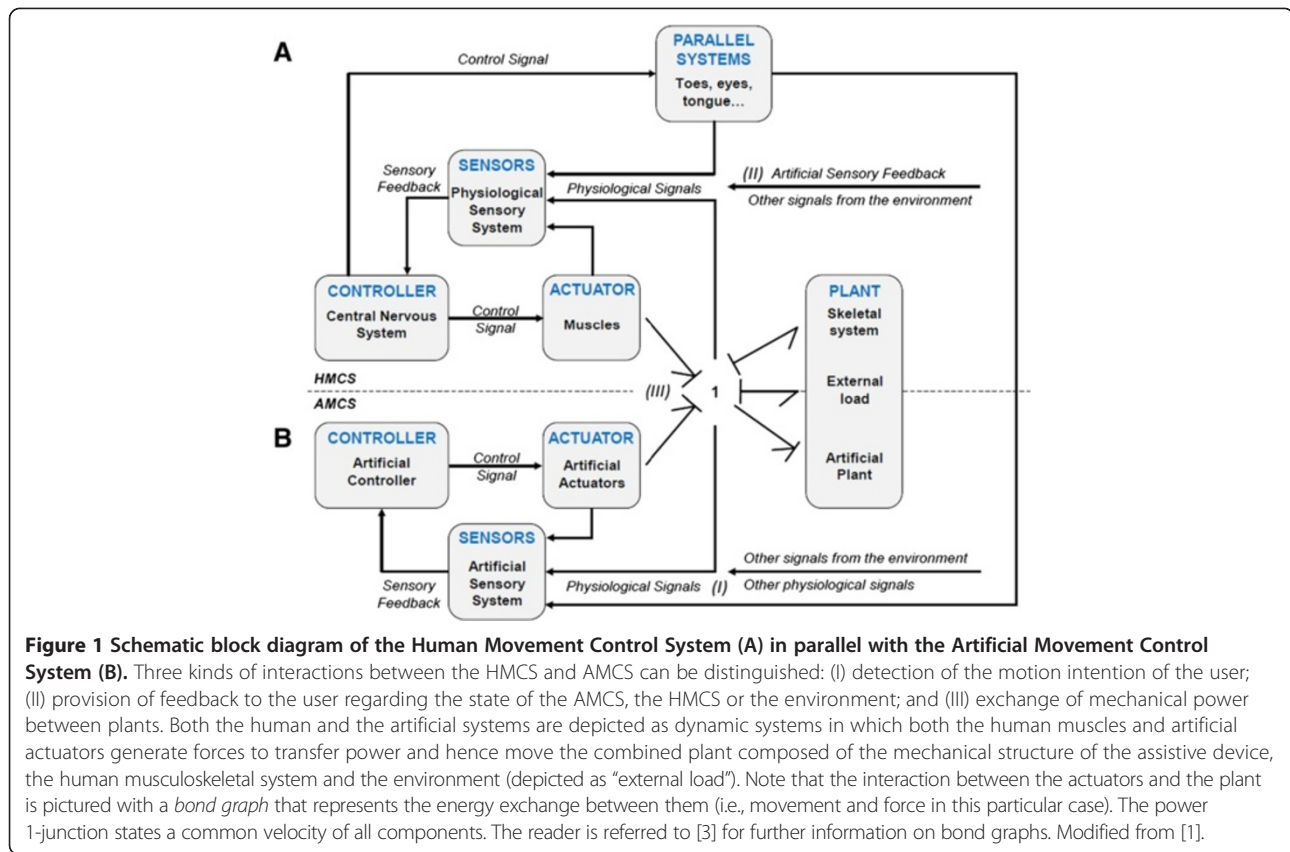 A
Control Signal
PARALLEL
SYSTEMS
Toes, eyes,
tongue...
Sensory
Feedback
SENSORS
Physiological
Sensory
System
Physiological Signals
(II) Artificial Sensory Feedback
Other signals from the environment
CONTROLLER
Central Nervous
System
Control
Signal
ACTUATOR
Muscles
PLANT
Skeletal
system
External
load
Artificial
Plant
HMCS
AMCS
(III)
1
B
CONTROLLER
Artificial
Controller
Control
Signal
ACTUATOR
Artificial
Actuators
Sensory
Feedback
SENSORS
Artificial
Sensory
System
Physiological Signals (I)
Other signals from the environment
Other physiological signals
Figure 1 Schematic block diagram of the Human Movement Control System (A) in parallel with the Artificial Movement Control
System (B). Three kinds of interactions between the HMCS and AMCS can be distinguished: (I) detection of the motion intention of the user;
(II) provision of feedback to the user regarding the state of the AMCS, the HMCS or the environment; and (III) exchange of mechanical power
between plants. Both the human and the artificial systems are depicted as dynamic systems in which both the human muscles and artificial
actuators generate forces to transfer power and hence move the combined plant composed of the mechanical structure of the assistive device,
the human musculoskeletal system and the environment (depicted as “external load”). Note that the interaction between the actuators and the plant
is pictured with a bond graph that represents the energy exchange between them (i.e., movement and force in this particular case). The power
1-junction states a common velocity of all components. The reader is referred to [3] for further information on bond graphs. Modified from [1].